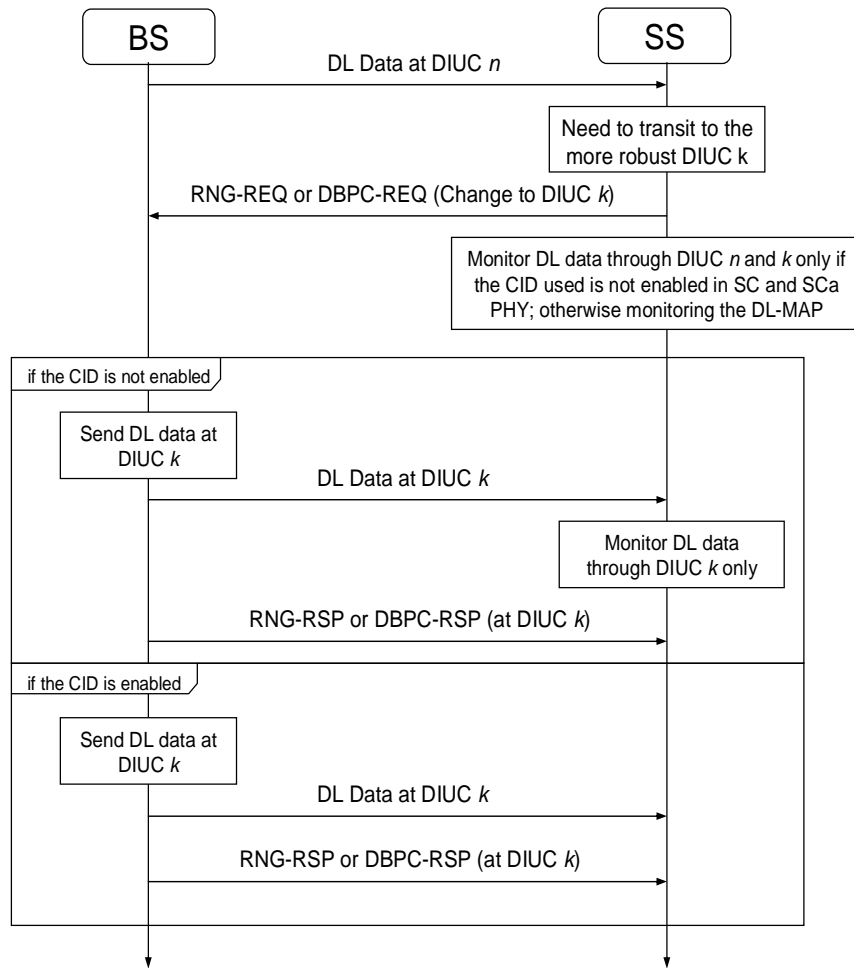 BS
SS
DL Data at DIUC n
Need to transit to the
more robust DIUC k
RNG-REQ or DBPC-REQ (Change to DIUC k)
Monitor DL data through DIUC n and k only if
the CID used is not enabled in SC and SCa
PHY; otherwise monitoring the DL-MAP
if the CID is not enabled
Send DL data at
DIUC k
DL Data at DIUC k
Monitor DL data
through DIUC k only
RNG-RSP or DBPC-RSP (at DIUC k)
if the CID is enabled
Send DL data at
DIUC k
DL Data at DIUC k
RNG-RSP or DBPC-RSP (at DIUC k)